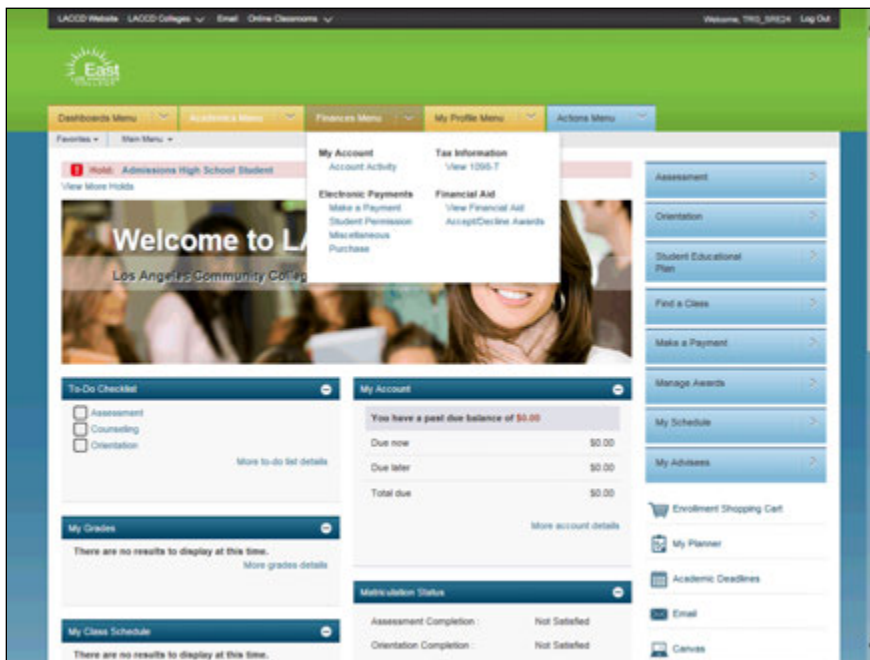 LACCD Website LACCD Colleges Email Online Classrooms Welcome, TRG_SRE24 Log Out
East
LOS ANGELES
COLLEGE
Dashboards Menu Academics Menu Finances Menu My Profile Menu Actions Menu
Favorites Main Menu
Hold: Admissions High School Student
View More Holds
My Account
Account Activity
Electronic Payments
Make a Payment
Student Permission
Miscellaneous
Purchase
Tax Information
View 1098-T
Financial Aid
View Financial Aid
Accept/Decline Awards
Welcome to LA
Los Angeles Community Colleg
To-Do Checklist
Assessment
Counseling
Orientation
More to-do list details
My Grades
There are no results to display at this time.
More grades details
My Class Schedule
There are no results to display at this time.
My Account
You have a past due balance of $0.00
Due now $0.00
Due later $0.00
Total due $0.00
More account details
Matriculation Status
Assessment Completion : Not Satisfied
Orientation Completion : Not Satisfied
Assessment
Orientation
Student Educational
Plan
Find a Class
Make a Payment
Manage Awards
My Schedule
My Advisees
Enrollment Shopping Cart
My Planner
Academic Deadlines
Email
Canvas